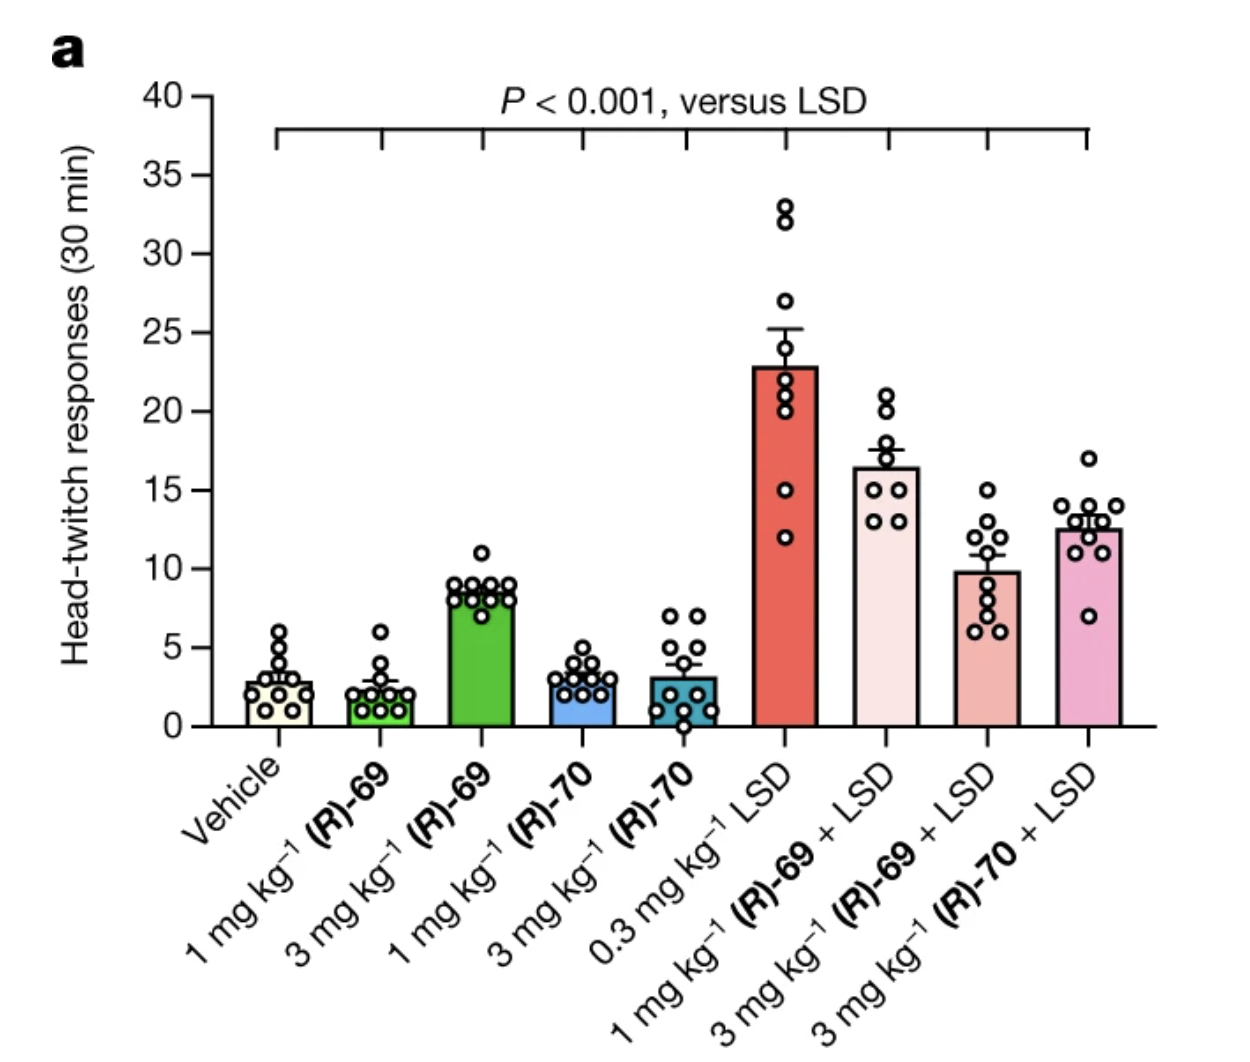 a
Head-twitch responses (30 min)
40
35
30
25
20
15
10
5
0
P < 0.001, versus LSD
Vehicle
1 mg kg⁻¹ (R)-69
3 mg kg⁻¹ (R)-69
1 mg kg⁻¹ (R)-70
3 mg kg⁻¹ (R)-70
0.3 mg kg⁻¹ LSD
1 mg kg⁻¹ (R)-69 + LSD
3 mg kg⁻¹ (R)-69 + LSD
3 mg kg⁻¹ (R)-70 + LSD